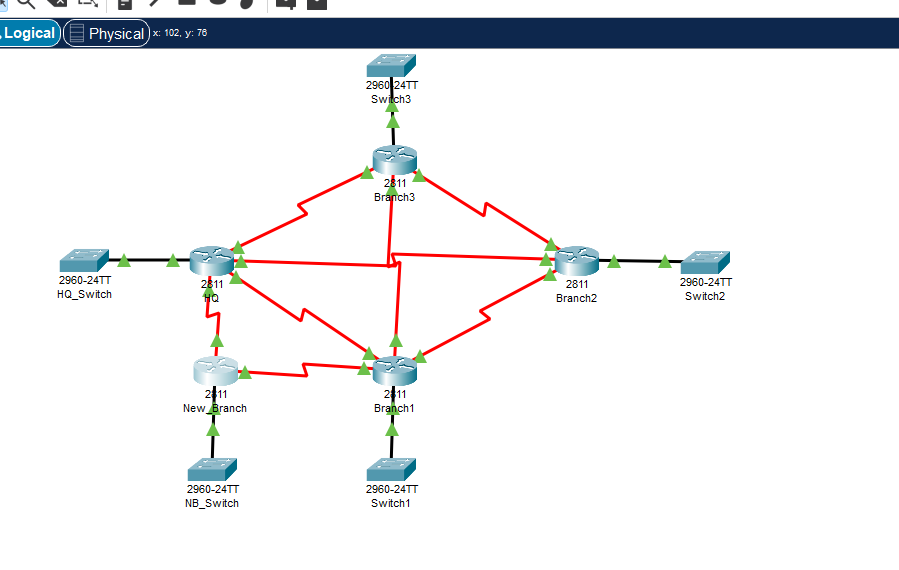 Logical Physical x: 102, y: 76
2960-24TT
Switch3
2811
Branch3
2960-24TT
HQ_Switch
2811
HQ
2811
Branch2
2960-24TT
Switch2
2811
New_Branch
2811
Branch1
2960-24TT
NB_Switch
2960-24TT
Switch1